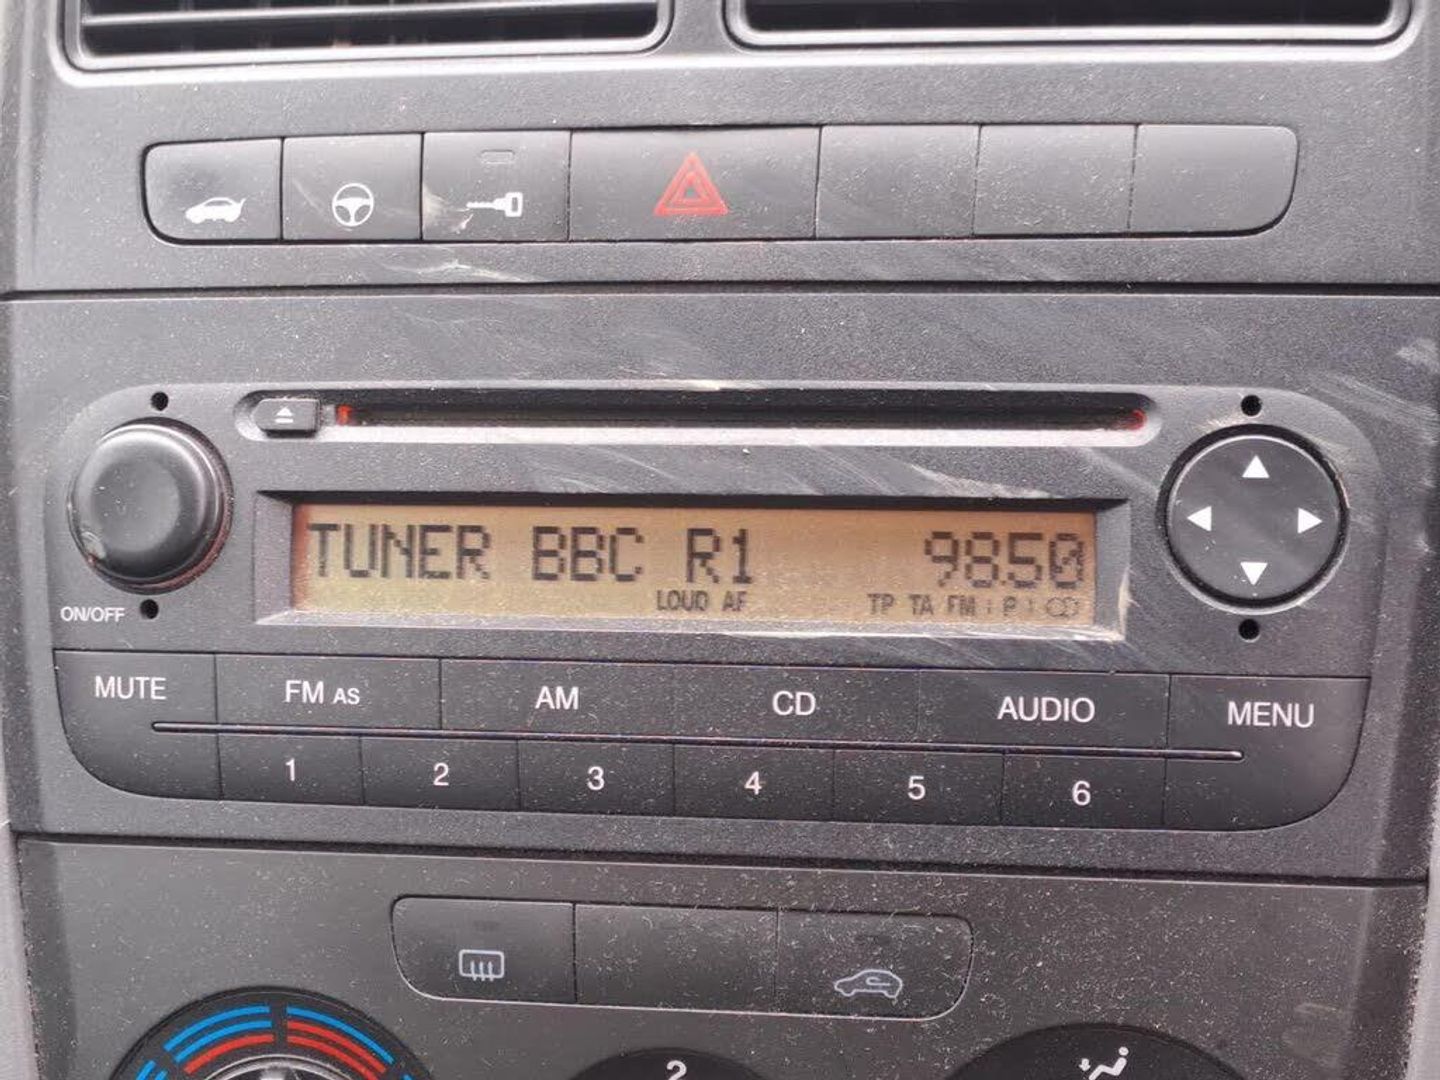 TUNER BBC R1 98.50
LOUD AF TP TA FM P
ON/OFF
MUTE FM AS AM CD AUDIO MENU
1 2 3 4 5 6
2